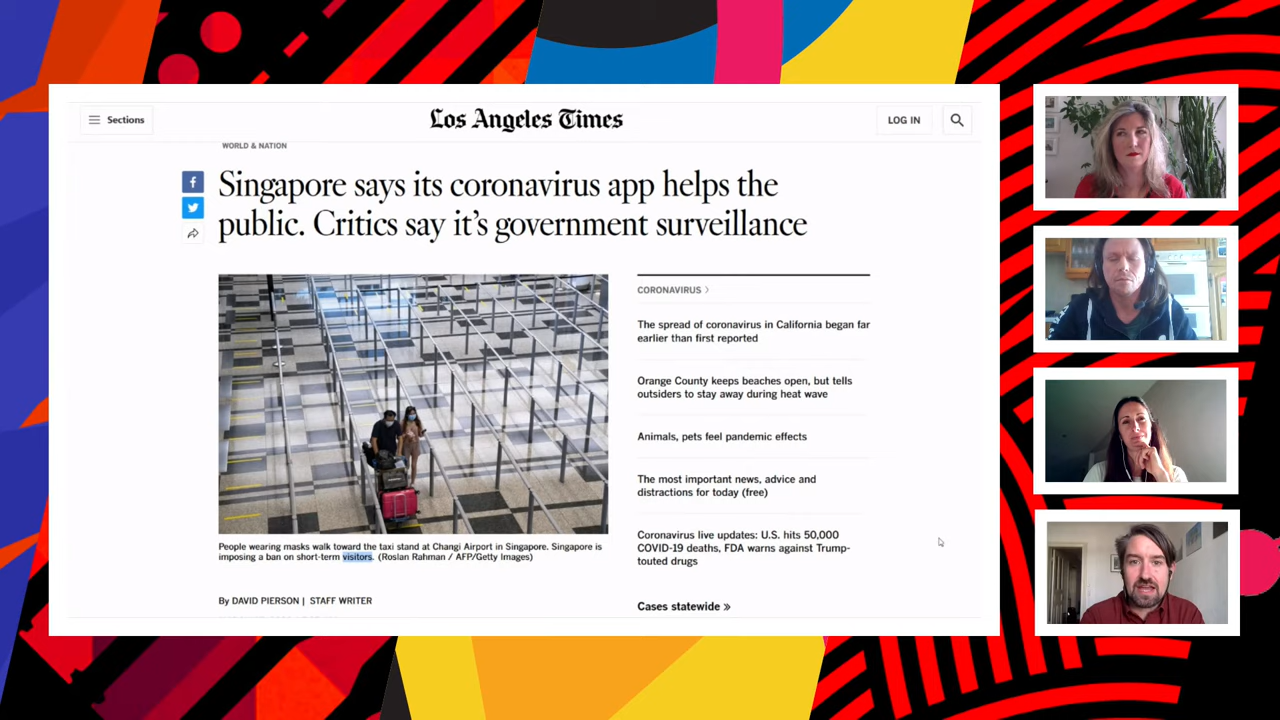 Sections
Los Angeles Times
LOG IN
WORLD & NATION
Singapore says its coronavirus app helps the
public. Critics say it's government surveillance
People wearing masks walk toward the taxi stand at Changi Airport in Singapore. Singapore is
imposing a ban on short-term visitors. (Roslan Rahman / AFP/Getty Images)
By DAVID PIERSON | STAFF WRITER
CORONAVIRUS
The spread of coronavirus in California began far
earlier than first reported
Orange County keeps beaches open, but tells
outsiders to stay away during heat wave
Animals, pets feel pandemic effects
The most important news, advice and
distractions for today (free)
Coronavirus live updates: U.S. hits 50,000
COVID-19 deaths, FDA warns against Trump-
touted drugs
Cases statewide »